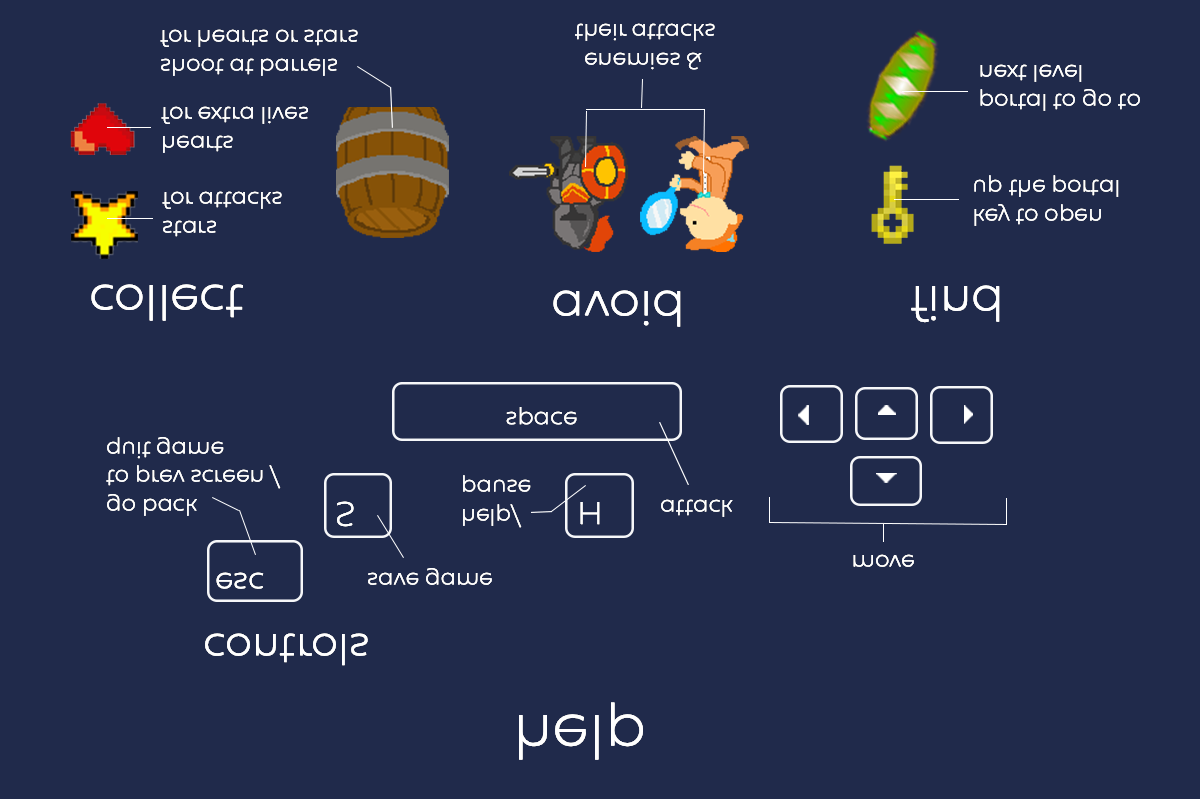 help
controls
esc
go back
to prev screen /
quit game
S
save game
help/
pause
H
space
attack
move
collect
stars
for attacks
hearts
for extra lives
shoot at barrels
for hearts or stars
avoid
enemies &
their attacks
find
key to open
up the portal
portal to go to
next level